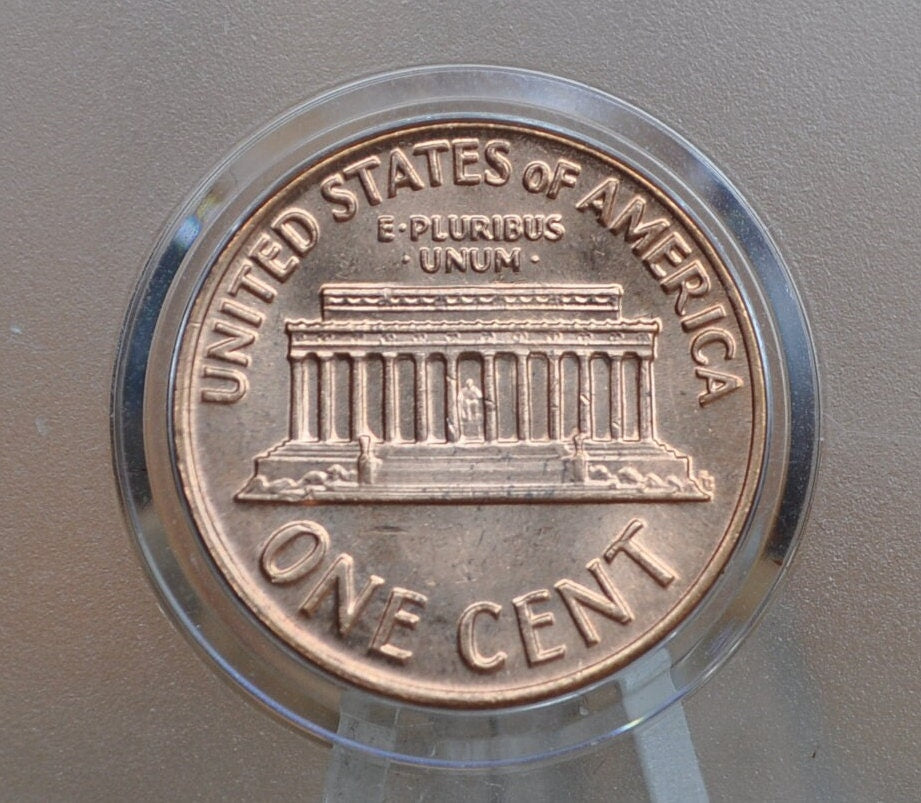 UNITED STATES OF AMERICA
E·PLURIBUS
·UNUM·
ONE CENT